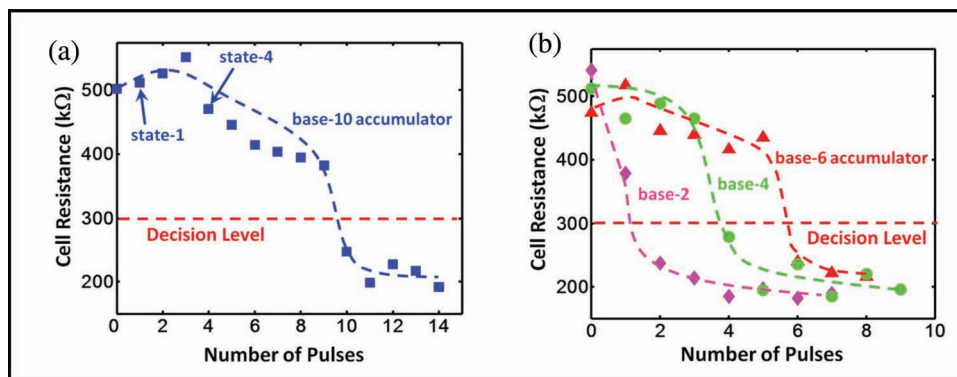 (a)
Cell Resistance (kΩ)
500
400
300
200
100
state-4
state-1
base-10 accumulator
Decision Level
0 2 4 6 8 10 12 14
Number of Pulses
(b)
Cell Resistance (kΩ)
500
400
300
200
100
base-6 accumulator
base-4
base-2
Decision Level
0 2 4 6 8 10
Number of Pulses